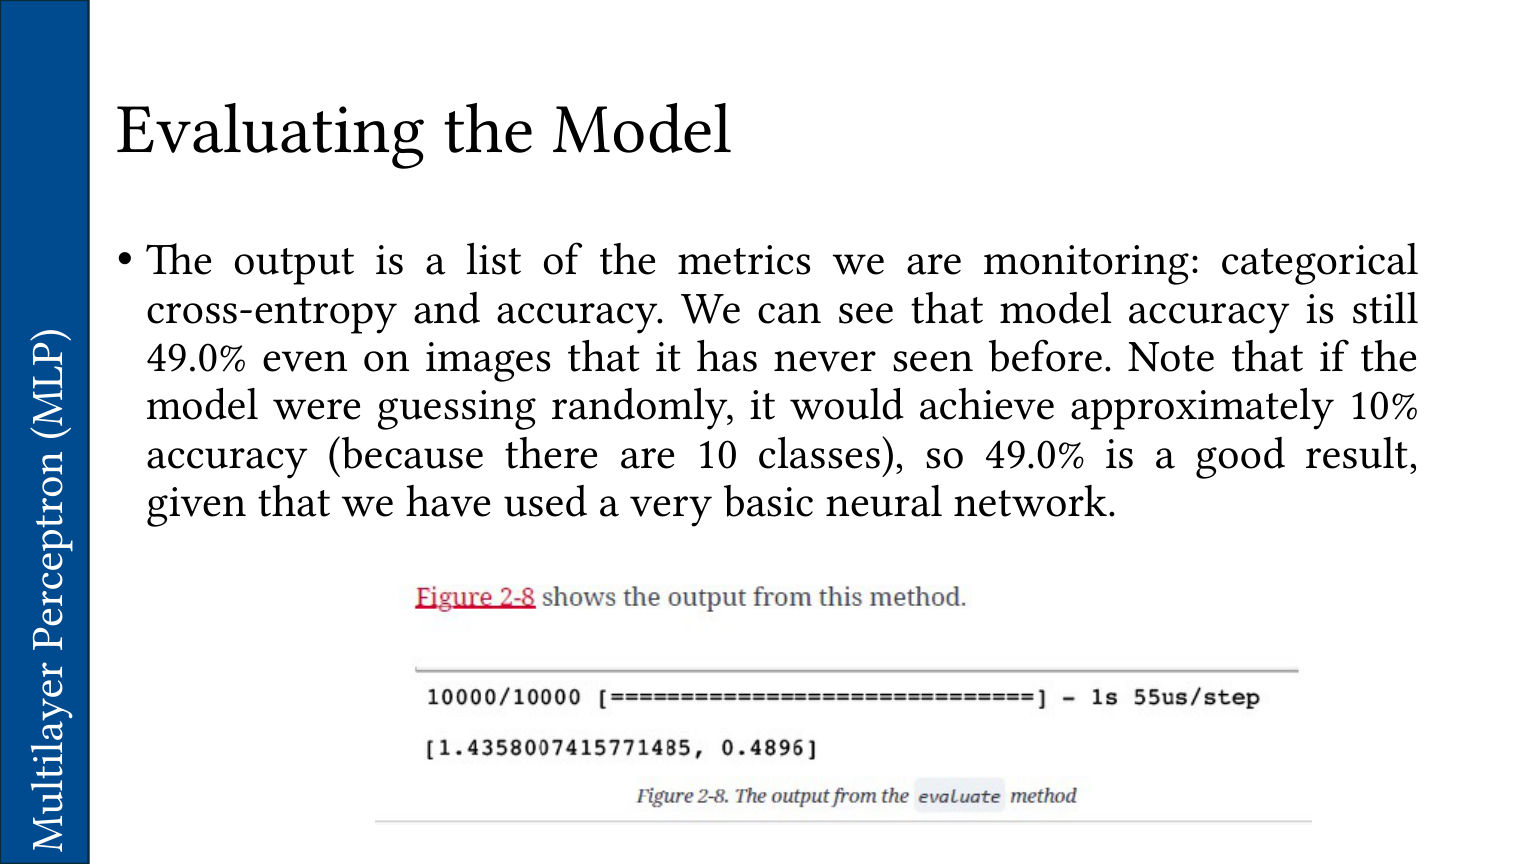 Multilayer Perceptron (MLP)
Evaluating the Model
• The output is a list of the metrics we are monitoring: categorical
cross-entropy and accuracy. We can see that model accuracy is still
49.0% even on images that it has never seen before. Note that if the
model were guessing randomly, it would achieve approximately 10%
accuracy (because there are 10 classes), so 49.0% is a good result,
given that we have used a very basic neural network.
Figure 2-8 shows the output from this method.
10000/10000 [==============================] - 1s 55us/step
[1.4358007415771485, 0.4896]
Figure 2-8. The output from the evaluate method